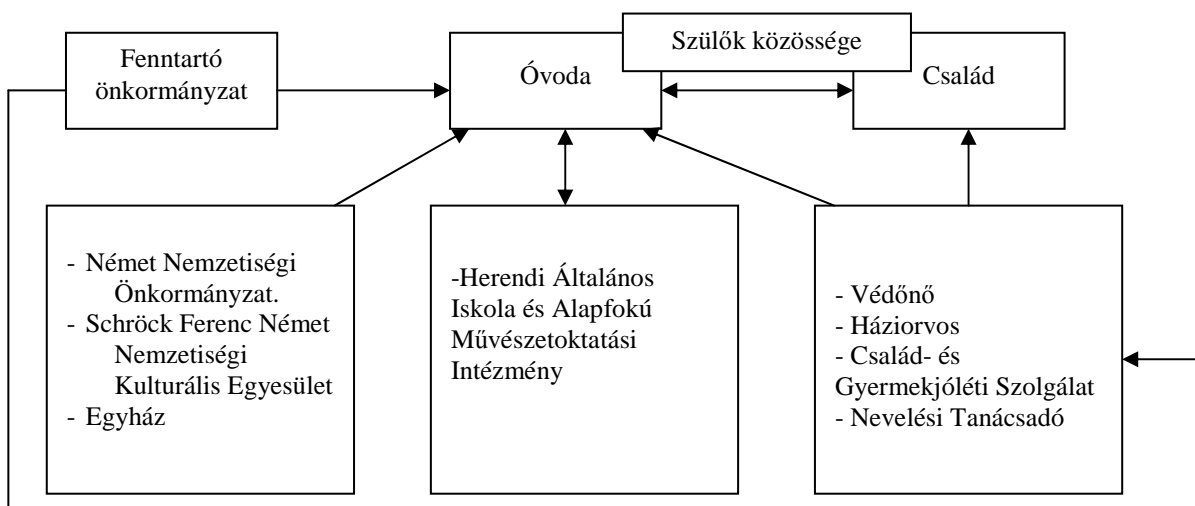 Fenntartó
önkormányzat
Óvoda
Szülők közössége
Család
- Német Nemzetiségi
Önkormányzat.
- Schröck Ferenc Német
Nemzetiségi
Kulturális Egyesület
- Egyház
-Herendi Általános
Iskola és Alapfokú
Művészetoktatási
Intézmény
- Védőnő
- Háziorvos
- Család- és
Gyermekjóléti Szolgálat
- Nevelési Tanácsadó